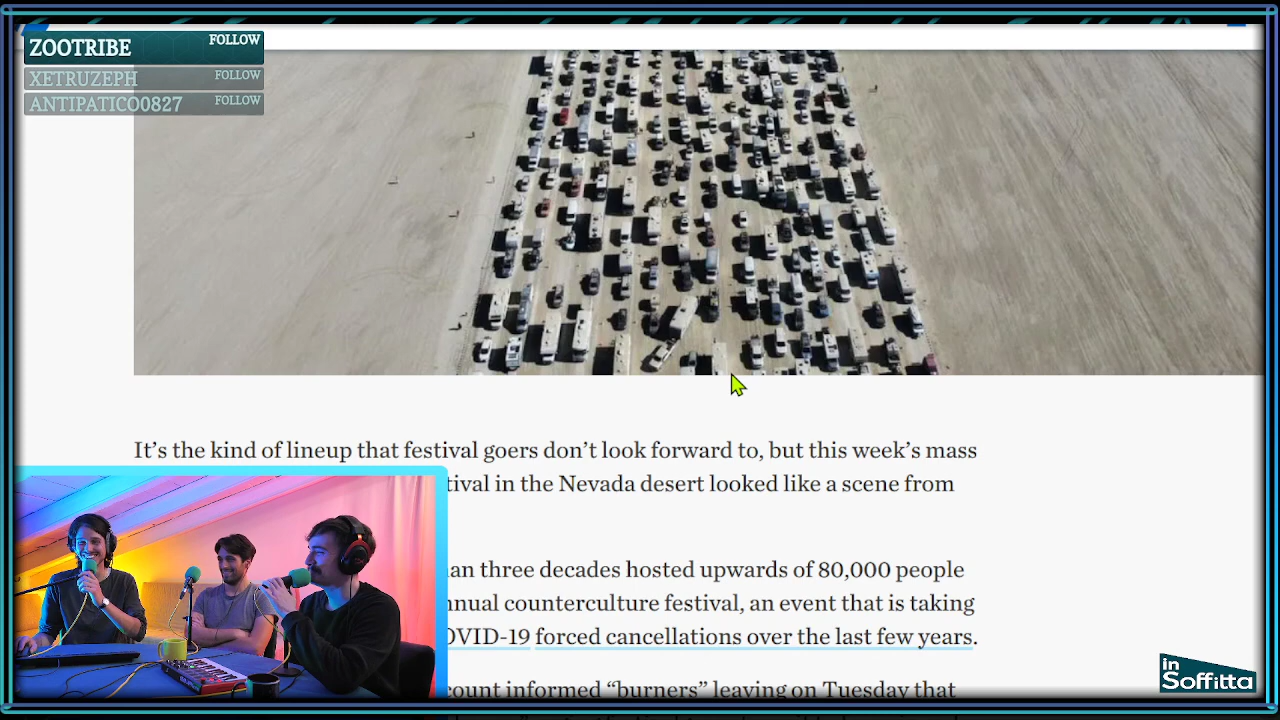 ZOOTRIBE FOLLOW
XETRUZEPH FOLLOW
ANTIPATICO0827 FOLLOW
It’s the kind of lineup that festival goers don’t look forward to, but this week’s mass
tival in the Nevada desert looked like a scene from
an three decades hosted upwards of 80,000 people
nnual counterculture festival, an event that is taking
OVID-19 forced cancellations over the last few years.
count informed “burners” leaving on Tuesday that
in
Soffitta